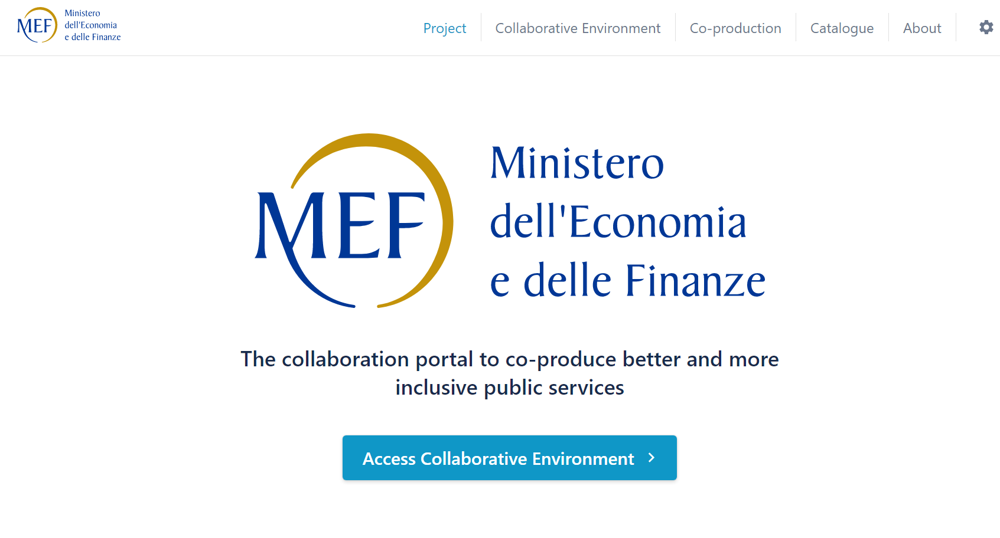 MEF
Ministero
dell'Economia
e delle Finanze
Project
Collaborative Environment
Co-production
Catalogue
About
MEF
Ministero
dell'Economia
e delle Finanze
The collaboration portal to co-produce better and more
inclusive public services
Access Collaborative Environment